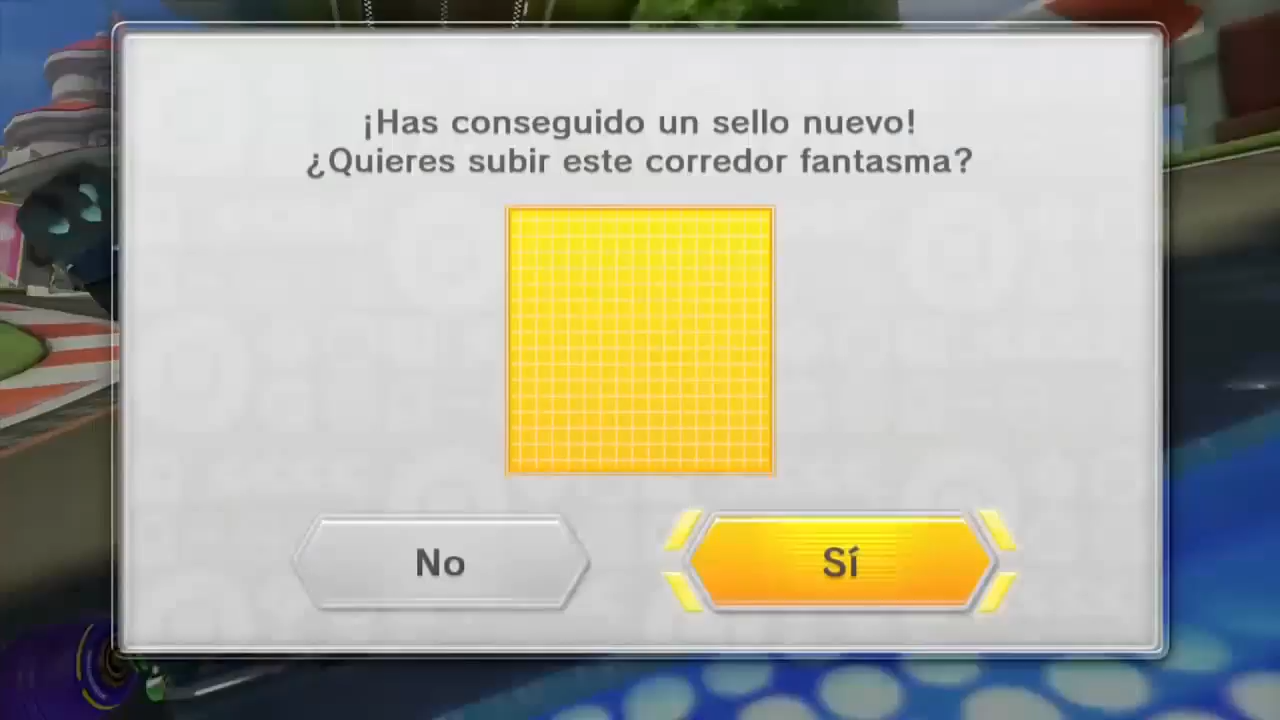 ¡Has conseguido un sello nuevo!
¿Quieres subir este corredor fantasma?
No
Sí